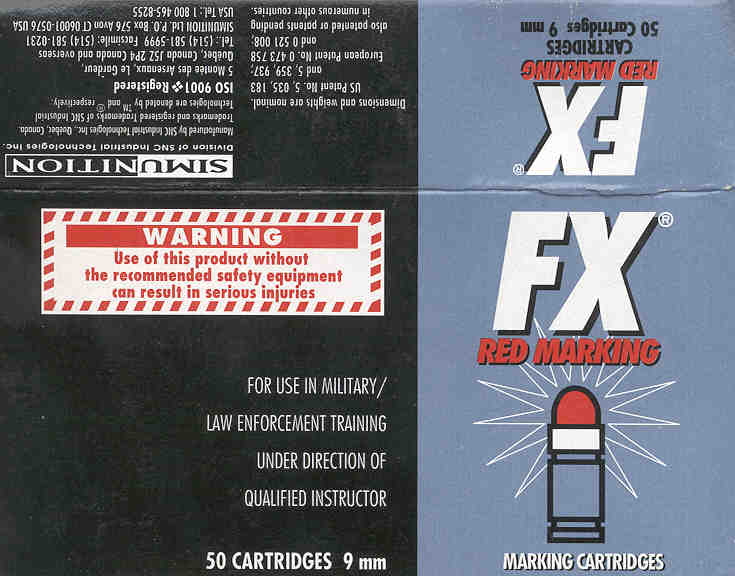 SIMUNITION
Division of SNC Industrial Technologies Inc.
Manufactured by SNC Industrial Technologies Inc. Québec, Canada.
Trademarks and registered Trademarks of SNC Industrial
Technologies are denoted by ™ and ® respectively.
ISO 9001 ❖ Registered
5 Montée des Arsenaux, Le Gardeur,
Québec, Canada J5Z 2P4 Canada and overseas
Tel.: (514) 581-5999 Facsimile: (514) 581-0231
SIMUNITION Ltd. P.O. Box 576 Avon CT 06001-0576 USA
USA Tel.: 1 800 465-8255
Dimensions and weights are nominal.
US Patent No. 5, 035, 183
and 5, 359, 937;
European Patent No. 0 473 758
and 0 521 008;
also patented or patents pending
in numerous other countries.
FX®
RED MARKING
CARTRIDGES
50 Cartridges 9 mm
WARNING
Use of this product without
the recommended safety equipment
can result in serious injuries
FOR USE IN MILITARY/
LAW ENFORCEMENT TRAINING
UNDER DIRECTION OF
QUALIFIED INSTRUCTOR
50 CARTRIDGES 9 mm
FX®
RED MARKING
MARKING CARTRIDGES